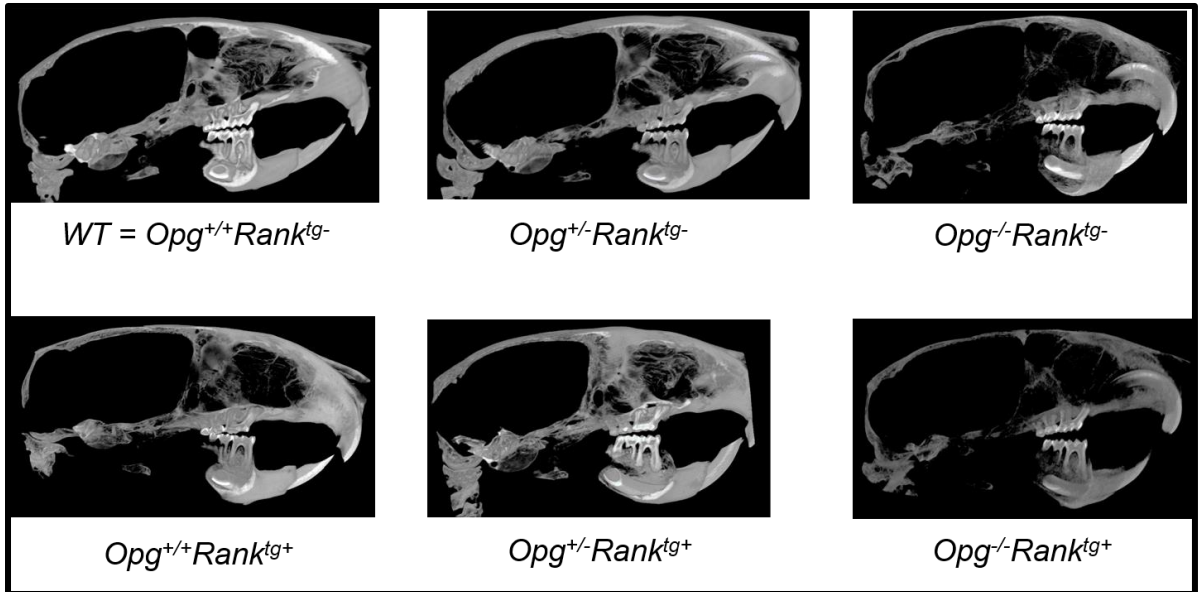 WT = Opg+/+Ranktg-
Opg+/-Ranktg-
Opg-/-Ranktg-
Opg+/+Ranktg+
Opg+/-Ranktg+
Opg-/-Ranktg+